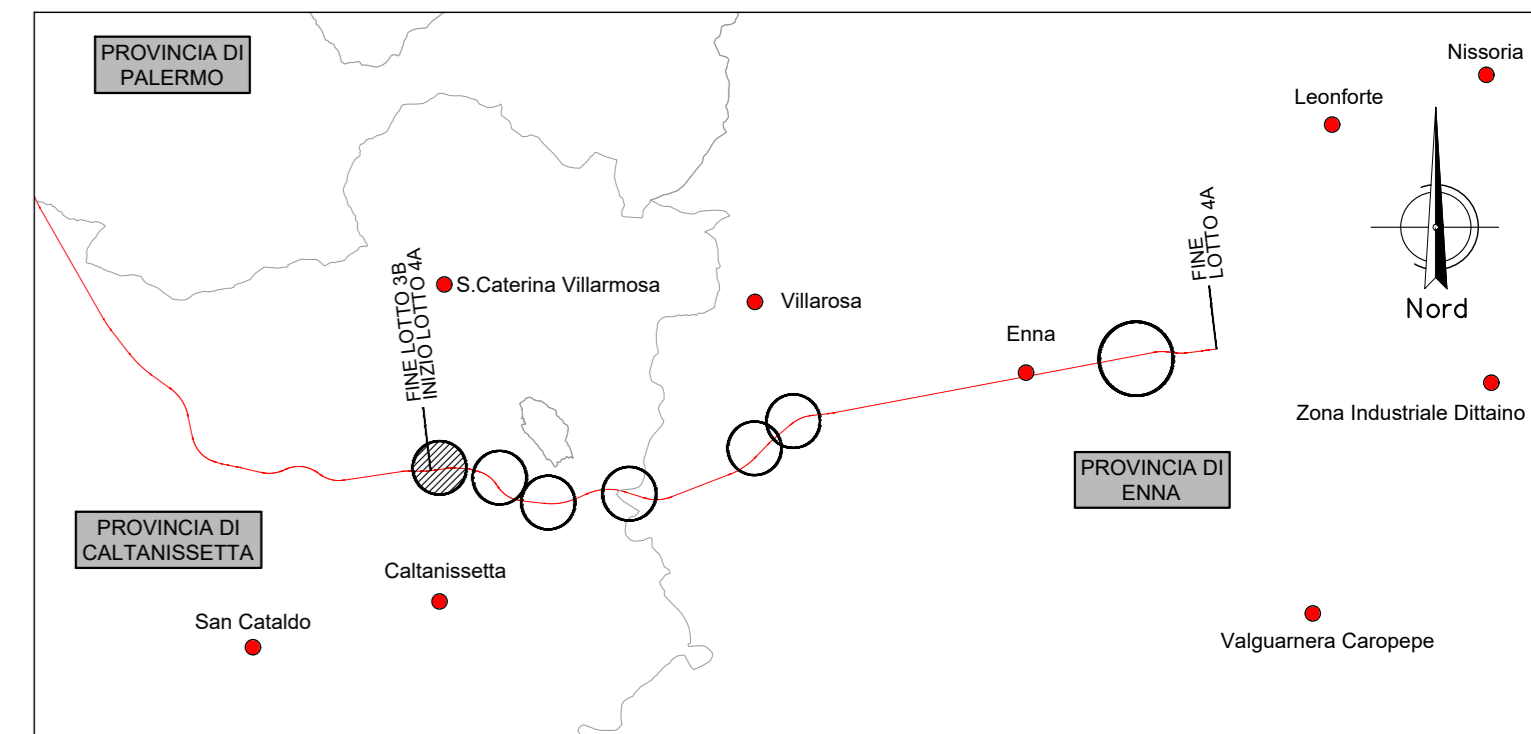 PROVINCIA DI
PALERMO
Nissoria
Leonforte
FINE
LOTTO 4A
FINE LOTTO 3B
INIZIO LOTTO 4A
S.Caterina Villarmosa
Villarosa
Nord
Enna
Zona Industriale Dittaino
PROVINCIA DI
ENNA
PROVINCIA DI
CALTANISSETTA
Caltanissetta
San Cataldo
Valguarnera Caropepe